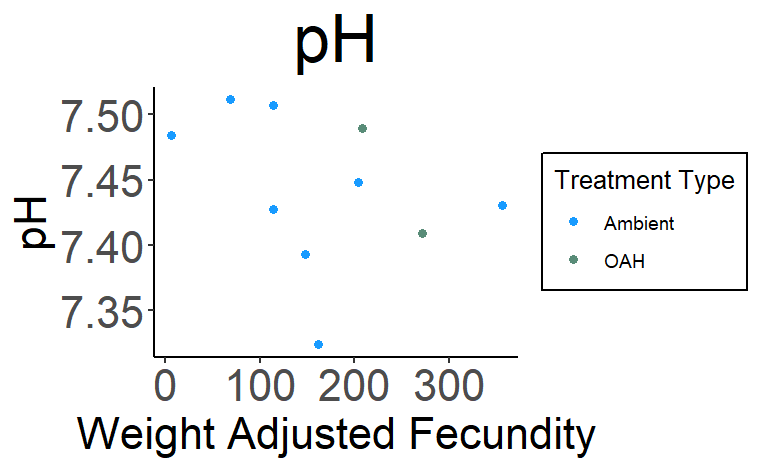 pH
7.50
7.45
7.40
7.35
pH
0 100 200 300
Weight Adjusted Fecundity
Treatment Type
Ambient
OAH